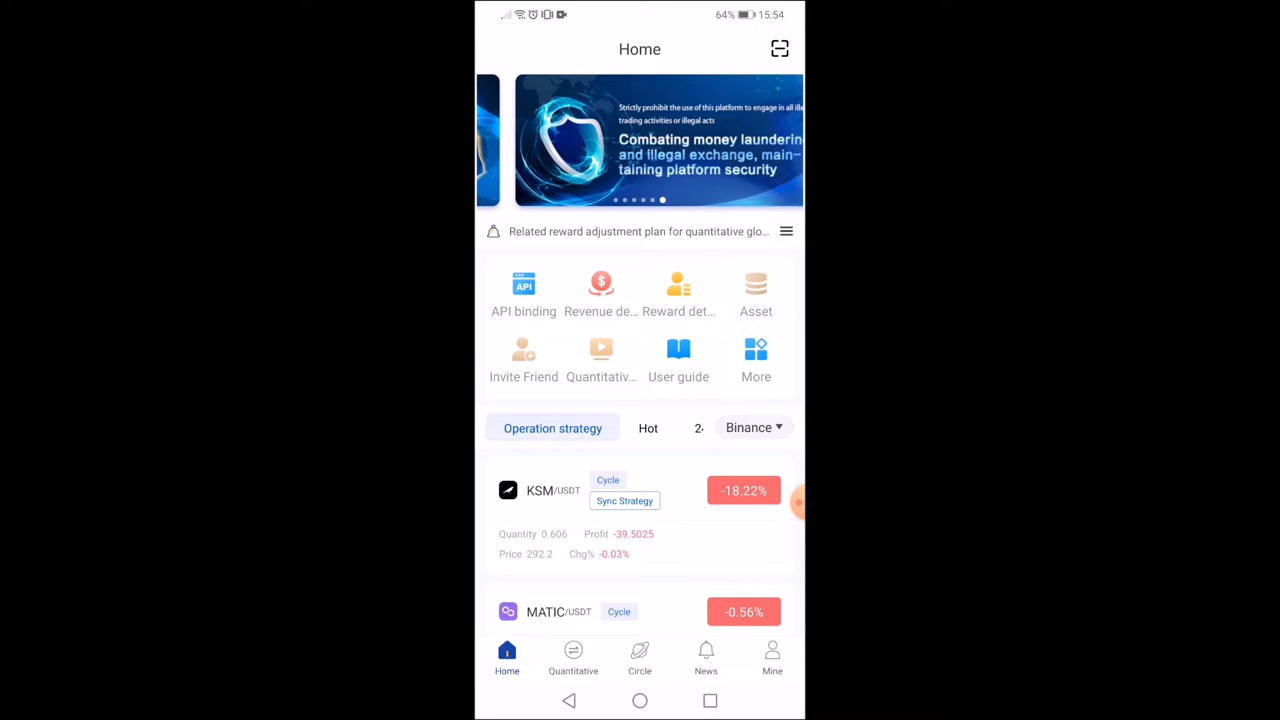 64% 15:54
Home
Strictly prohibit the use of this platform to engage in all ille
trading activities or illegal acts
Combating money launderin
and illegal exchange, main-
taining platform security
Related reward adjustment plan for quantitative glo...
API
API binding
Revenue de...
Reward det...
Asset
Invite Friend
Quantitativ...
User guide
More
Operation strategy
Hot
24
Binance
KSM/USDT
Cycle
Sync Strategy
-18.22%
Quantity 0.606 Profit -39.5025
Price 292.2 Chg% -0.03%
MATIC/USDT
Cycle
-0.56%
Home
Quantitative
Circle
News
Mine